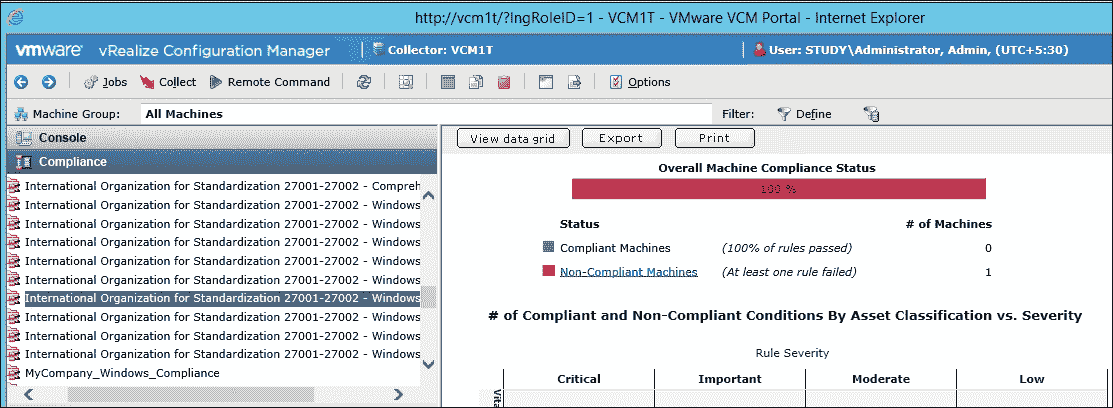 http://vcm1t/?lngRoleID=1 - VCM1T - VMware VCM Portal - Internet Explorer
vmware vRealize Configuration Manager Collector: VCM1T User: STUDY\Administrator, Admin, (UTC+5:30)
Jobs Collect Remote Command Options
Machine Group: All Machines Filter: Define
Console
Compliance
International Organization for Standardization 27001-27002 - Compreh
International Organization for Standardization 27001-27002 - Windows
International Organization for Standardization 27001-27002 - Windows
International Organization for Standardization 27001-27002 - Windows
International Organization for Standardization 27001-27002 - Windows
International Organization for Standardization 27001-27002 - Windows
International Organization for Standardization 27001-27002 - Windows
International Organization for Standardization 27001-27002 - Windows
International Organization for Standardization 27001-27002 - Windows
International Organization for Standardization 27001-27002 - Windows
MyCompany_Windows_Compliance
View data grid Export Print
Overall Machine Compliance Status
100 %
Status # of Machines
Compliant Machines (100% of rules passed) 0
Non-Compliant Machines (At least one rule failed) 1
# of Compliant and Non-Compliant Conditions By Asset Classification vs. Severity
Rule Severity
Critical Important Moderate Low
Vita